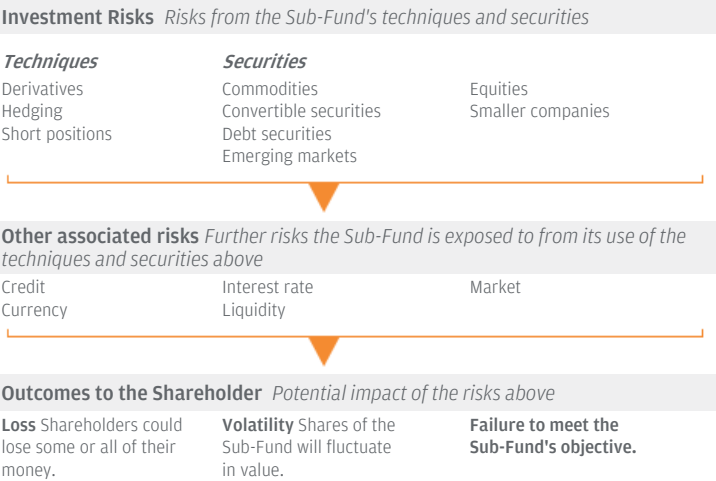 Investment Risks Risks from the Sub-Fund's techniques and securities
Techniques
Derivatives
Hedging
Short positions
Securities
Commodities
Convertible securities
Debt securities
Emerging markets
Equities
Smaller companies
Other associated risks Further risks the Sub-Fund is exposed to from its use of the
techniques and securities above
Credit
Currency
Interest rate
Liquidity
Market
Outcomes to the Shareholder Potential impact of the risks above
Loss Shareholders could
lose some or all of their
money.
Volatility Shares of the
Sub-Fund will fluctuate
in value.
Failure to meet the
Sub-Fund's objective.